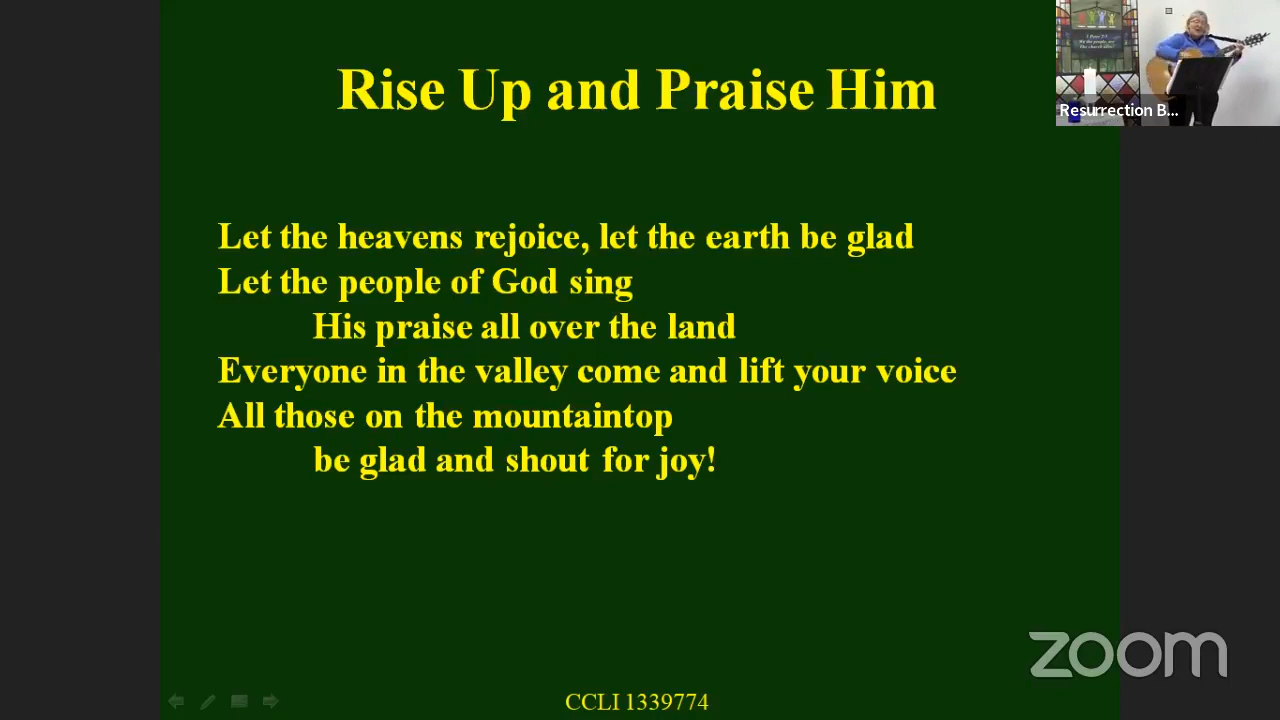 Rise Up and Praise Him
Resurrection B...
Let the heavens rejoice, let the earth be glad
Let the people of God sing
His praise all over the land
Everyone in the valley come and lift your voice
All those on the mountaintop
be glad and shout for joy!
zoom
CCLI 1339774